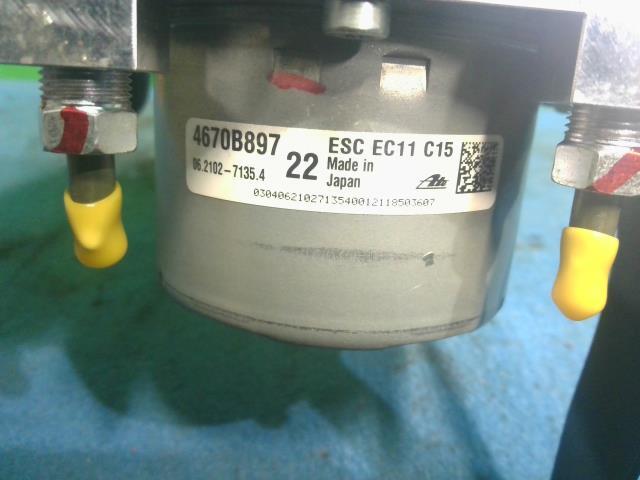 4670B897
ESC EC11 C15
06.2102-7135.4
22
Made in
Japan
Ate
0304062102713540012118503607